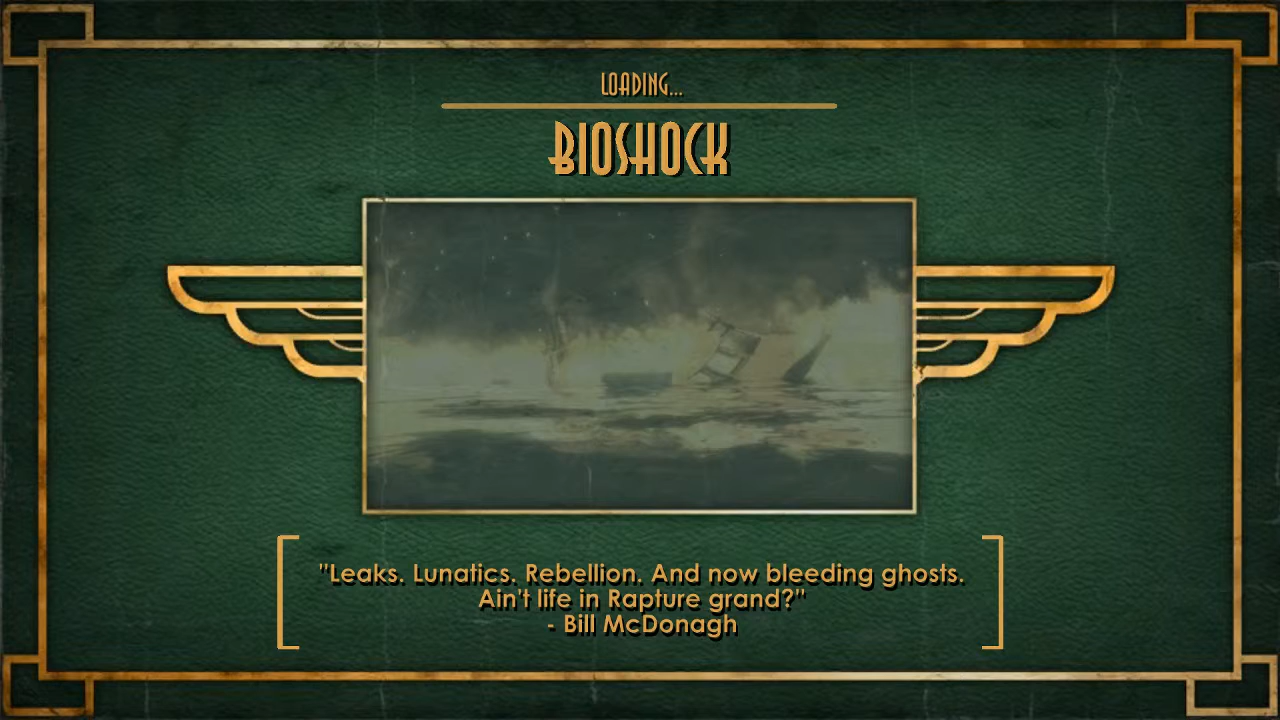 LOADING...
BIOSHOCK
"Leaks. Lunatics. Rebellion. And now bleeding ghosts.
Ain't life in Rapture grand?"
- Bill McDonagh